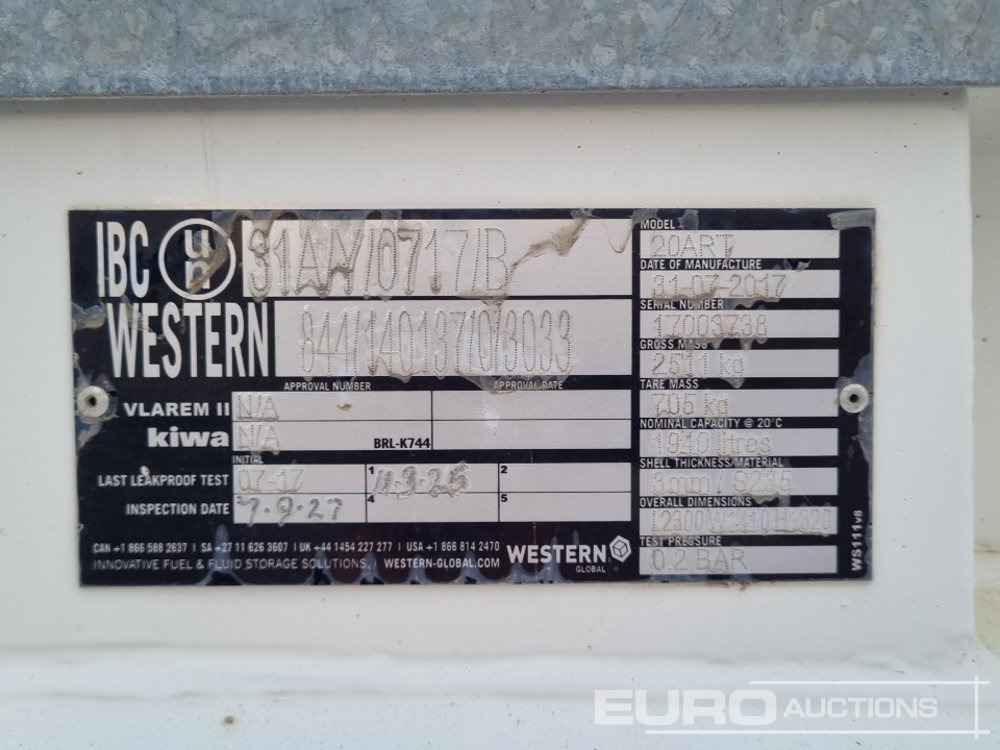 IBC un 31A/Y/0717/B
WESTERN 844/140187/0/3033
APPROVAL NUMBER APPROVAL DATE
VLAREM II N/A
kiwa N/A BRL-K744
INITIAL
LAST LEAKPROOF TEST 07-17 1 2
INSPECTION DATE 3 7.9.27 4 5
CAN +1 866 588 2637 | SA +27 11 626 3607 | UK +44 1454 227 277 | USA +1 866 814 2470
INNOVATIVE FUEL & FLUID STORAGE SOLUTIONS. | WESTERN-GLOBAL.COM
WESTERN
GLOBAL
MODEL
20ART
DATE OF MANUFACTURE
31-07-2017
SERIAL NUMBER
17003738
GROSS MASS
2511 kg
TARE MASS
705 kg
NOMINAL CAPACITY @ 20°C
1910 litres
SHELL THICKNESS/MATERIAL
3mm / S235
OVERALL DIMENSIONS
TEST PRESSURE
0.2 BAR
WS111v8
EURO AUCTIONS